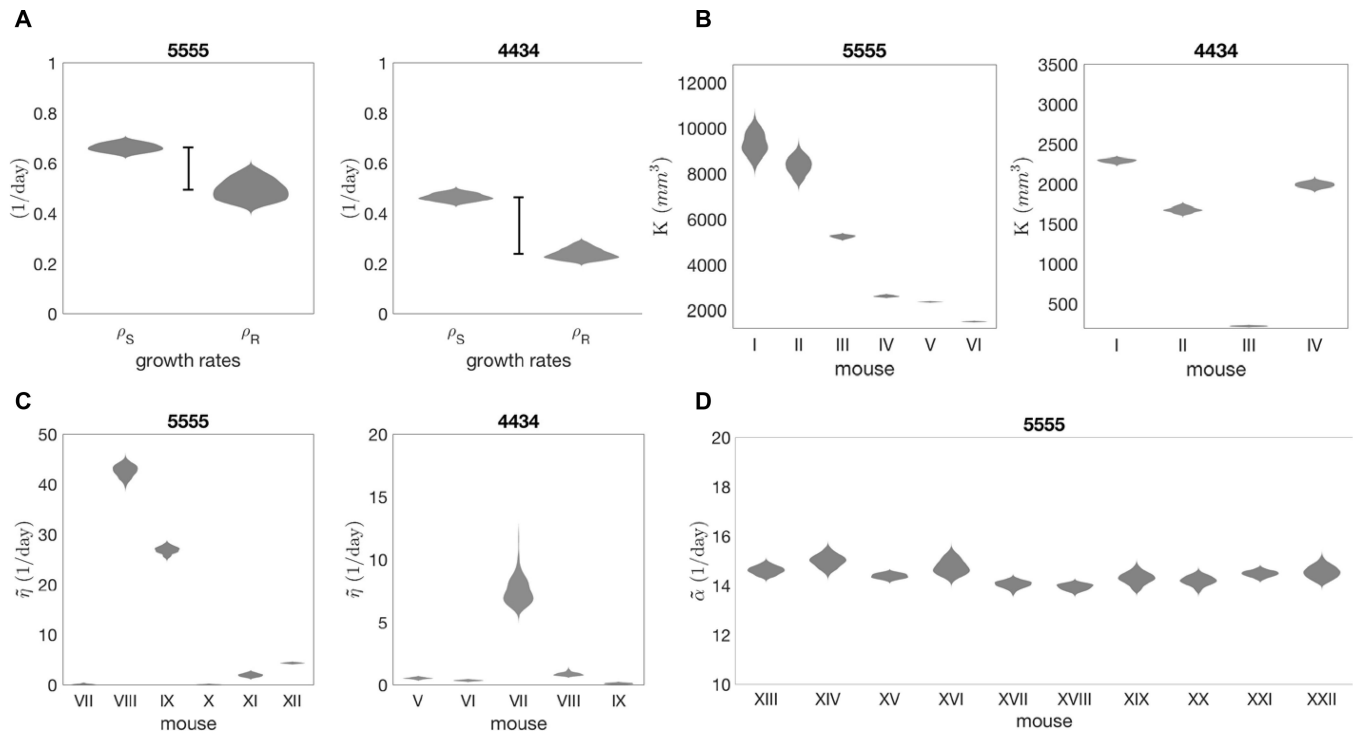 A
5555
1
0.8
0.6
0.4
0.2
0
(1/day)
ρS
ρR
growth rates
4434
1
0.8
0.6
0.4
0.2
0
(1/day)
ρS
ρR
growth rates
B
5555
12000
10000
8000
6000
4000
2000
K (mm³)
I II III IV V VI
mouse
4434
3500
3000
2500
2000
1500
1000
500
K (mm³)
I II III IV
mouse
C
5555
50
40
30
20
10
0
η̃ (1/day)
VII VIII IX X XI XII
mouse
4434
20
15
10
5
0
η̃ (1/day)
V VI VII VIII IX
mouse
D
5555
20
18
16
14
12
10
α̃ (1/day)
XIII XIV XV XVI XVII XVIII XIX XX XXI XXII
mouse